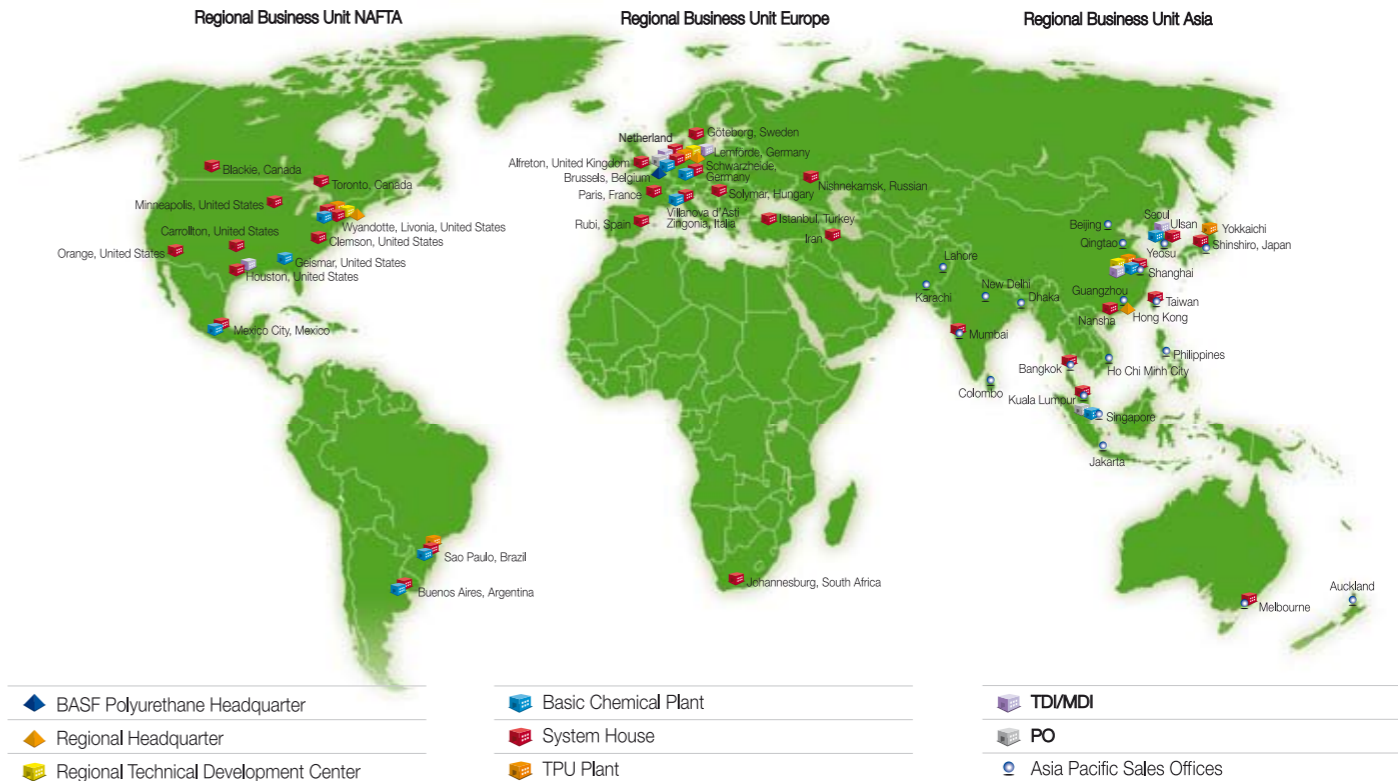 Regional Business Unit NAFTA
Regional Business Unit Europe
Regional Business Unit Asia
Blackie, Canada
Toronto, Canada
Minneapolis, United States
Wyandotte, Livonia, United States
Carrollton, United States
Clemson, United States
Orange, United States
Geismar, United States
Houston, United States
Mexico City, Mexico
Sao Paulo, Brazil
Buenos Aires, Argentina
Göteborg, Sweden
Netherland
Lemförde, Germany
Alfreton, United Kingdom
Schwarzheide,
Germany
Brussels, Belgium
Nishnekamsk, Russian
Paris, France
Solymar, Hungary
Villanova d'Asti
Zingonia, Italia
Rubi, Spain
Istanbul, Turkey
Iran
Johannesburg, South Africa
Beijing
Seoul
Ulsan
Yokkaichi
Qingtao
Yeosu
Shinshiro, Japan
Lahore
Shanghai
Karachi
New Delhi
Dhaka
Guangzhou
Taiwan
Nansha
Hong Kong
Mumbai
Philippines
Bangkok
Ho Chi Minh City
Colombo
Kuala Lumpur
Singapore
Jakarta
Auckland
Melbourne
BASF Polyurethane Headquarter
Regional Headquarter
Regional Technical Development Center
Basic Chemical Plant
System House
TPU Plant
TDI/MDI
PO
Asia Pacific Sales Offices